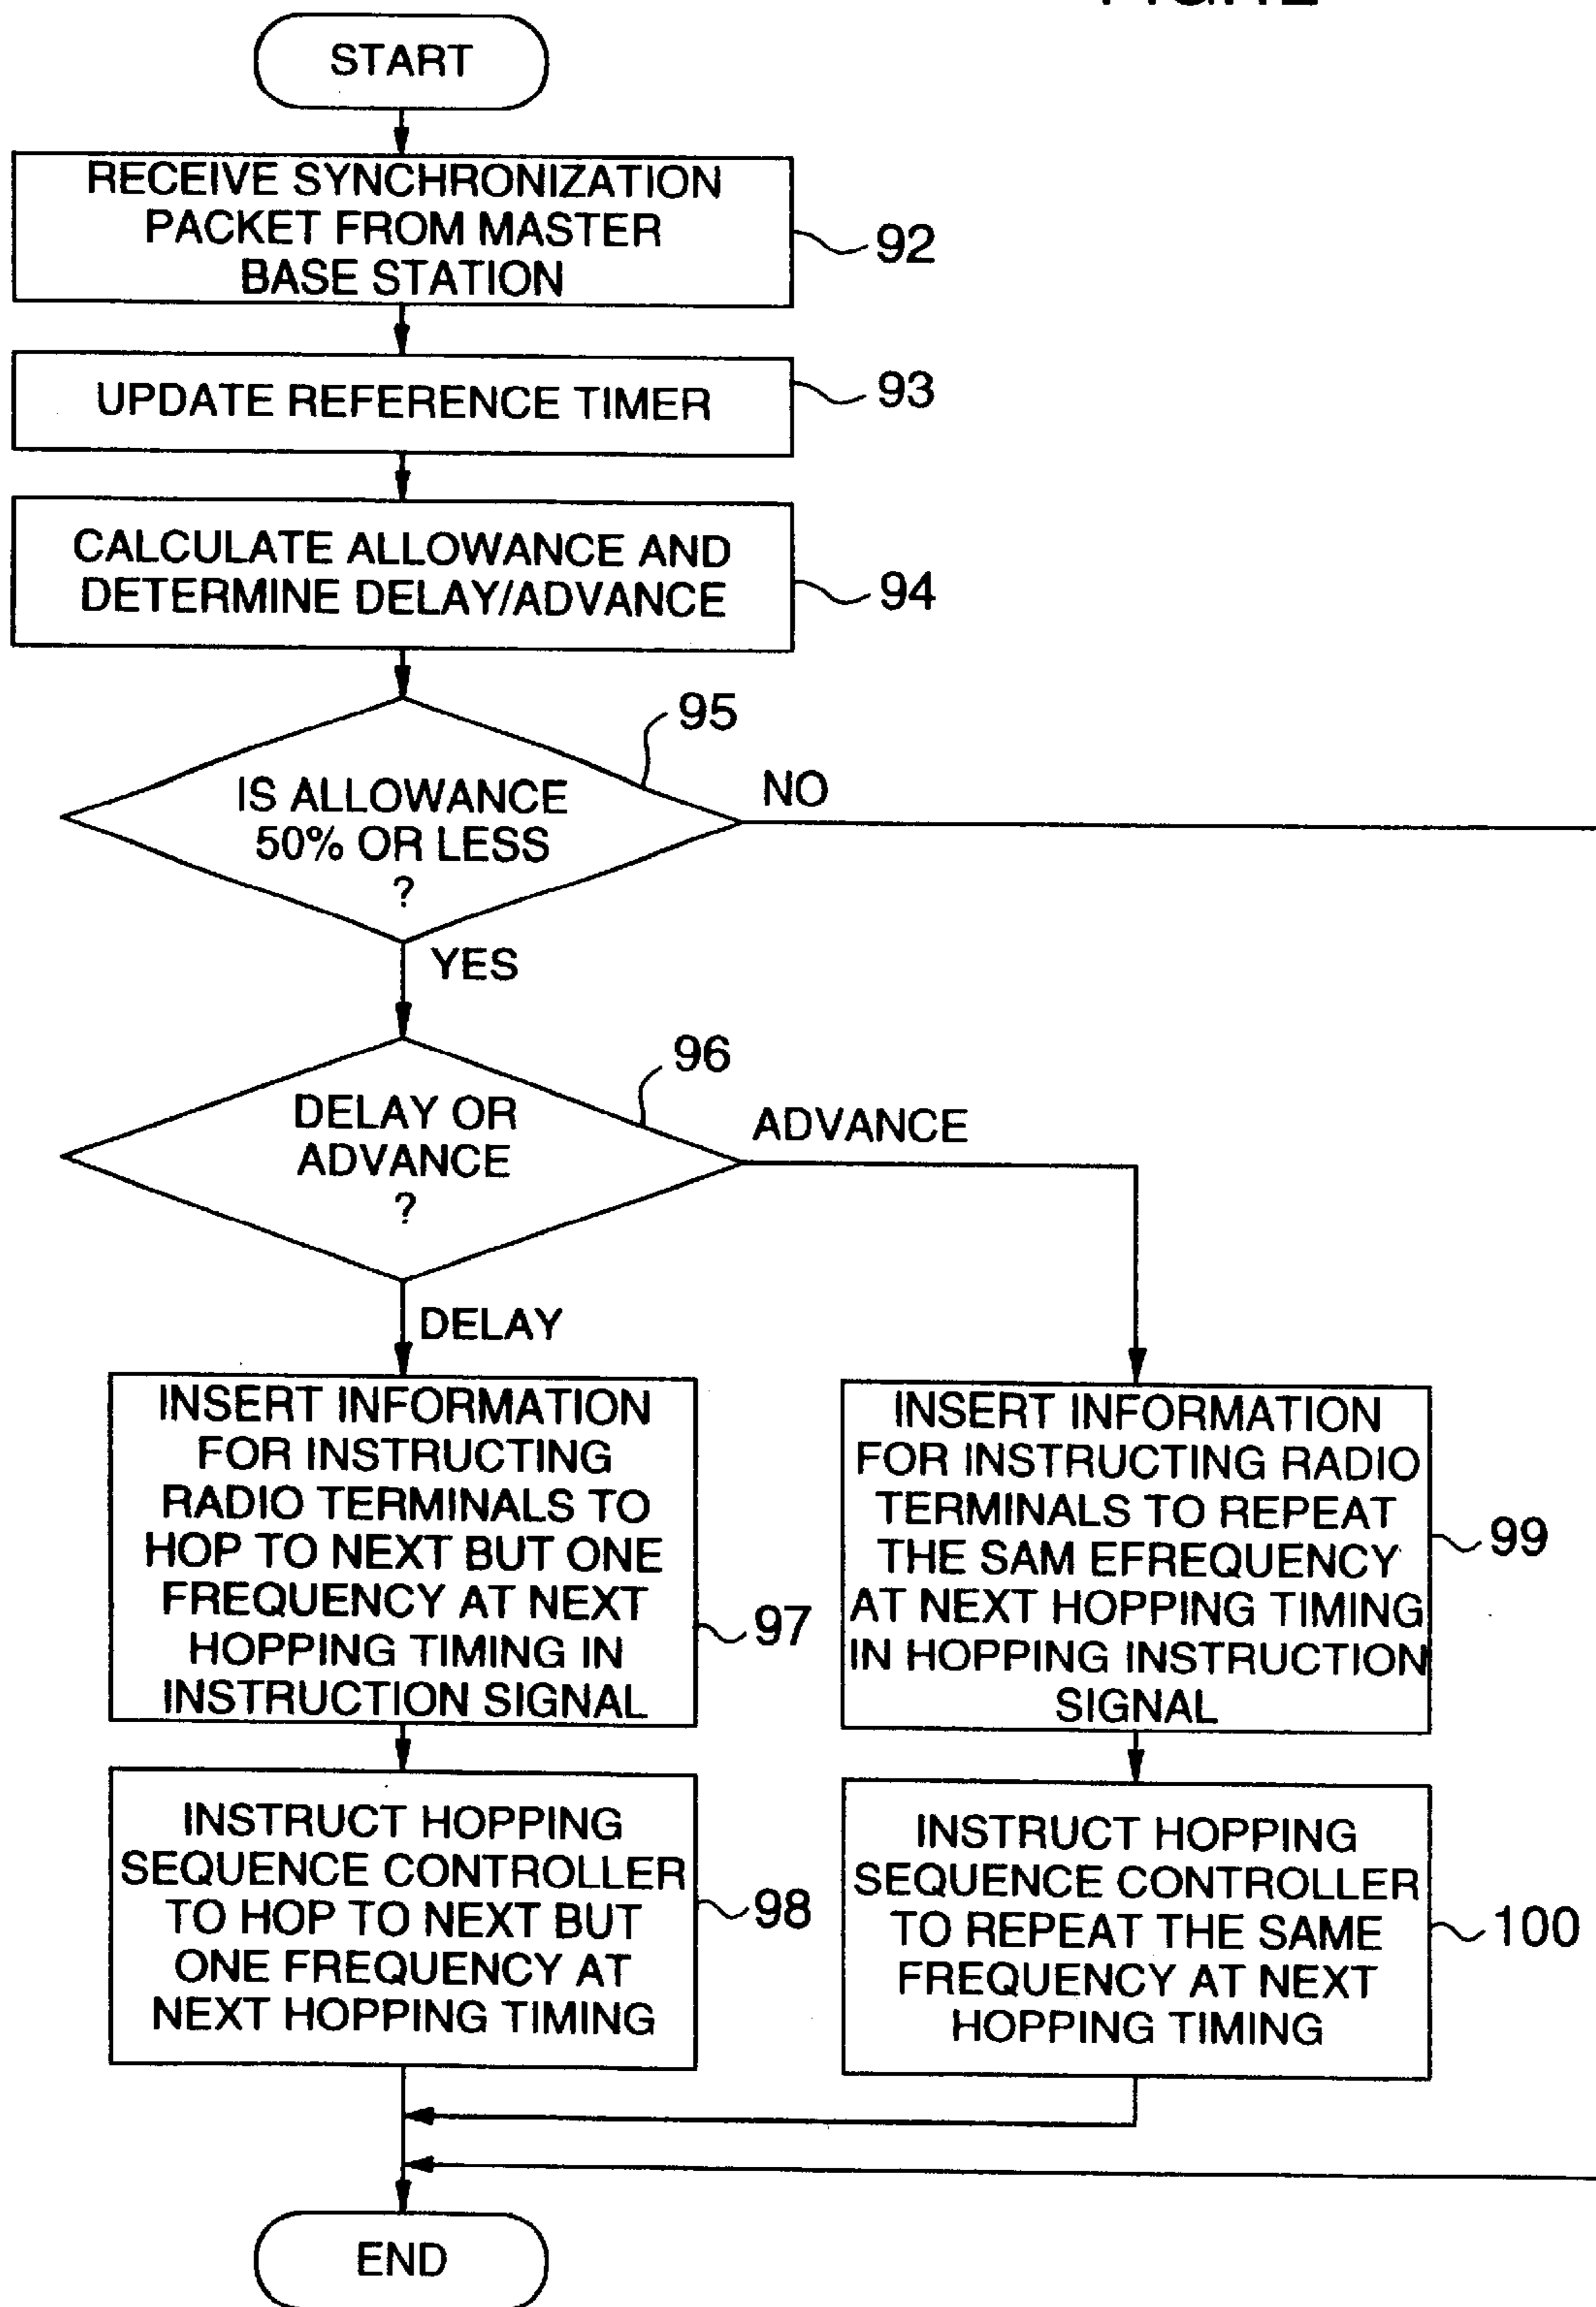 START
RECEIVE SYNCHRONIZATION
PACKET FROM MASTER
BASE STATION
92
UPDATE REFERENCE TIMER
93
CALCULATE ALLOWANCE AND
DETERMINE DELAY/ADVANCE
94
95
IS ALLOWANCE
50% OR LESS
?
NO
YES
96
DELAY OR
ADVANCE
?
ADVANCE
DELAY
INSERT INFORMATION
FOR INSTRUCTING
RADIO TERMINALS TO
HOP TO NEXT BUT ONE
FREQUENCY AT NEXT
HOPPING TIMING IN
INSTRUCTION SIGNAL
97
INSERT INFORMATION
FOR INSTRUCTING RADIO
TERMINALS TO REPEAT
THE SAM EFREQUENCY
AT NEXT HOPPING TIMING
IN HOPPING INSTRUCTION
SIGNAL
99
INSTRUCT HOPPING
SEQUENCE CONTROLLER
TO HOP TO NEXT BUT
ONE FREQUENCY AT
NEXT HOPPING TIMING
98
INSTRUCT HOPPING
SEQUENCE CONTROLLER
TO REPEAT THE SAME
FREQUENCY AT NEXT
HOPPING TIMING
100
END